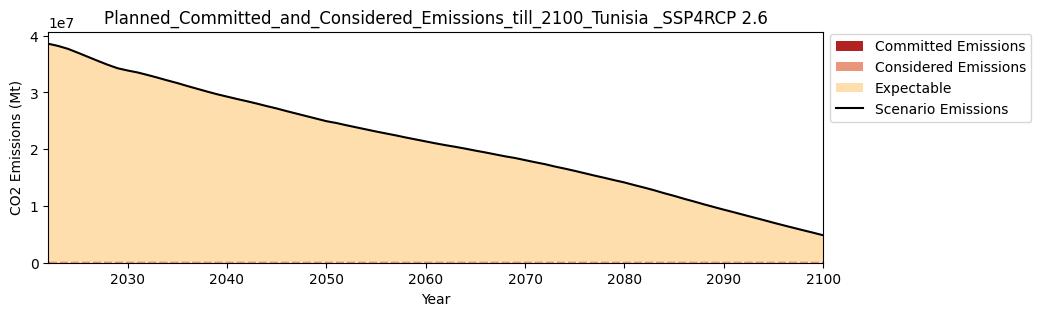 Planned_Committed_and_Considered_Emissions_till_2100_Tunisia _SSP4RCP 2.6
1e7
4
3
2
1
0
CO2 Emissions (Mt)
2030 2040 2050 2060 2070 2080 2090 2100
Year
Committed Emissions
Considered Emissions
Expectable
Scenario Emissions